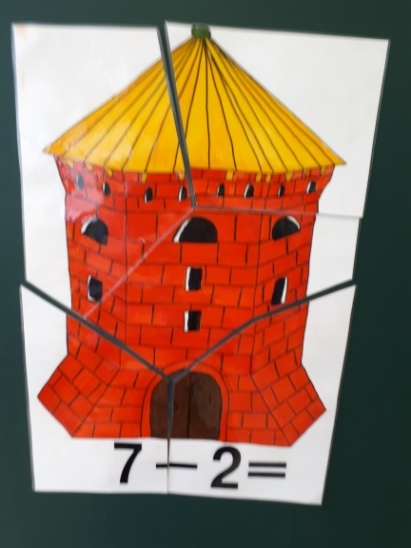 7 – 2 =